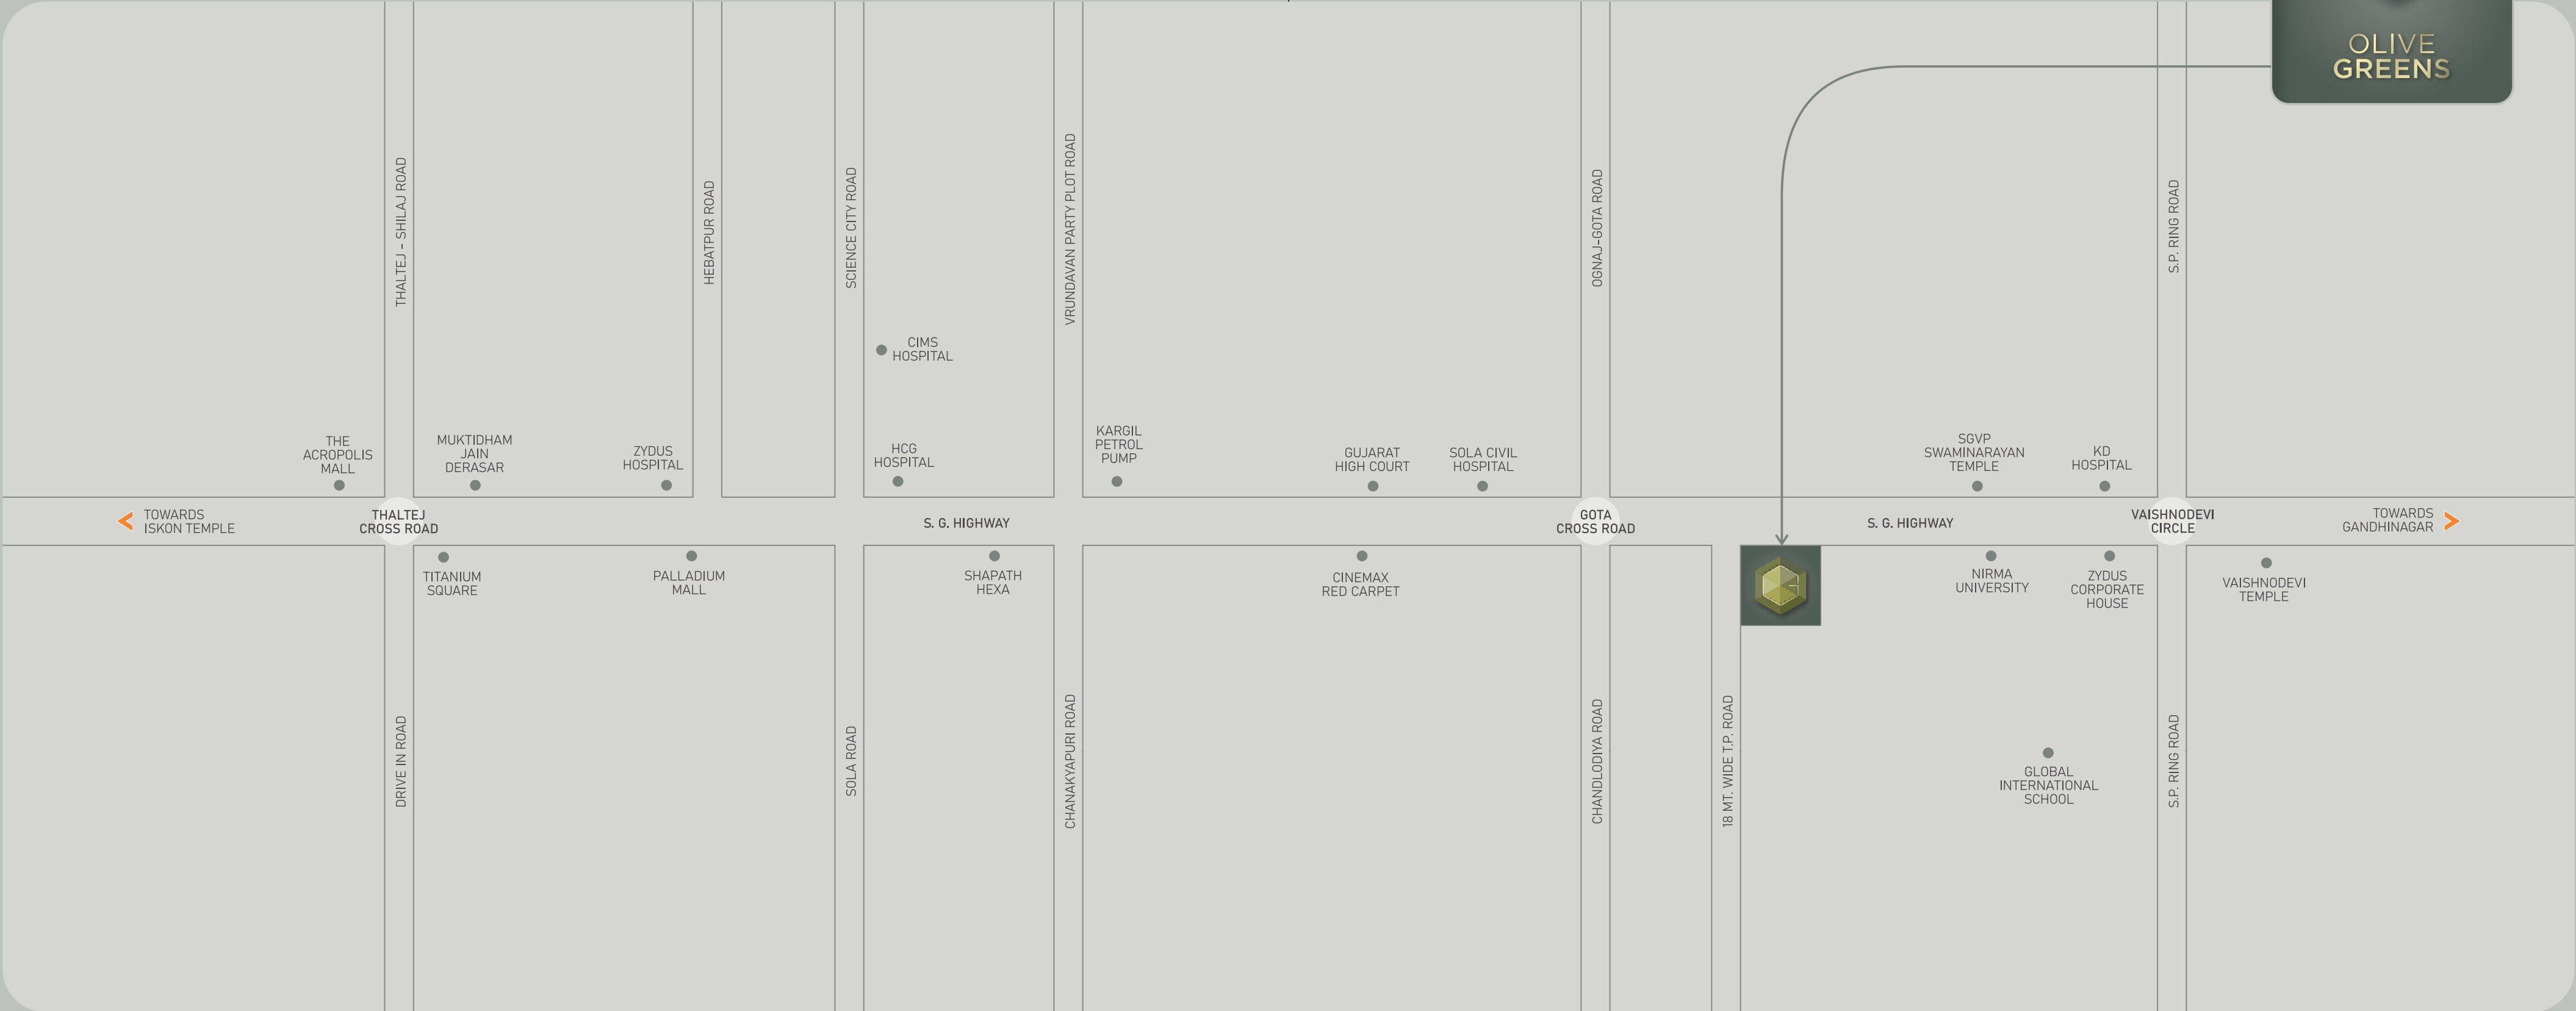 OLIVE
GREENS
THALTEJ - SHILAJ ROAD
HEBATPUR ROAD
SCIENCE CITY ROAD
VRUNDAVAN PARTY PLOT ROAD
OGNAJ-GOTA ROAD
S.P. RING ROAD
CIMS
HOSPITAL
THE
ACROPOLIS
MALL
MUKTIDHAM
JAIN
DERASAR
ZYDUS
HOSPITAL
HCG
HOSPITAL
KARGIL
PETROL
PUMP
GUJARAT
HIGH COURT
SOLA CIVIL
HOSPITAL
SGVP
SWAMINARAYAN
TEMPLE
KD
HOSPITAL
TOWARDS
ISKON TEMPLE
THALTEJ
CROSS ROAD
S. G. HIGHWAY
GOTA
CROSS ROAD
S. G. HIGHWAY
VAISHNODEVI
CIRCLE
TOWARDS
GANDHINAGAR
TITANIUM
SQUARE
PALLADIUM
MALL
SHAPATH
HEXA
CINEMAX
RED CARPET
NIRMA
UNIVERSITY
ZYDUS
CORPORATE
HOUSE
VAISHNODEVI
TEMPLE
DRIVE IN ROAD
SOLA ROAD
CHANAKYAPURI ROAD
CHANDLODIYA ROAD
18 MT. WIDE T.P. ROAD
GLOBAL
INTERNATIONAL
SCHOOL
S.P. RING ROAD